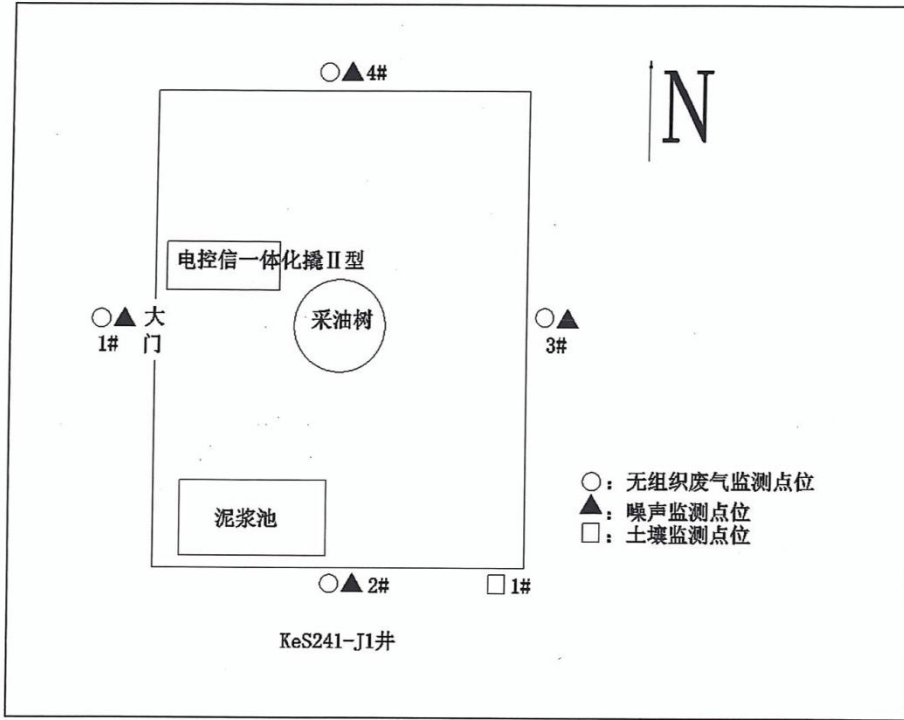 4#
N
电控信一体化撬Ⅱ型
大
门
1#
采油树
3#
○：无组织废气监测点位
▲：噪声监测点位
□：土壤监测点位
泥浆池
2#
1#
KeS241-J1井